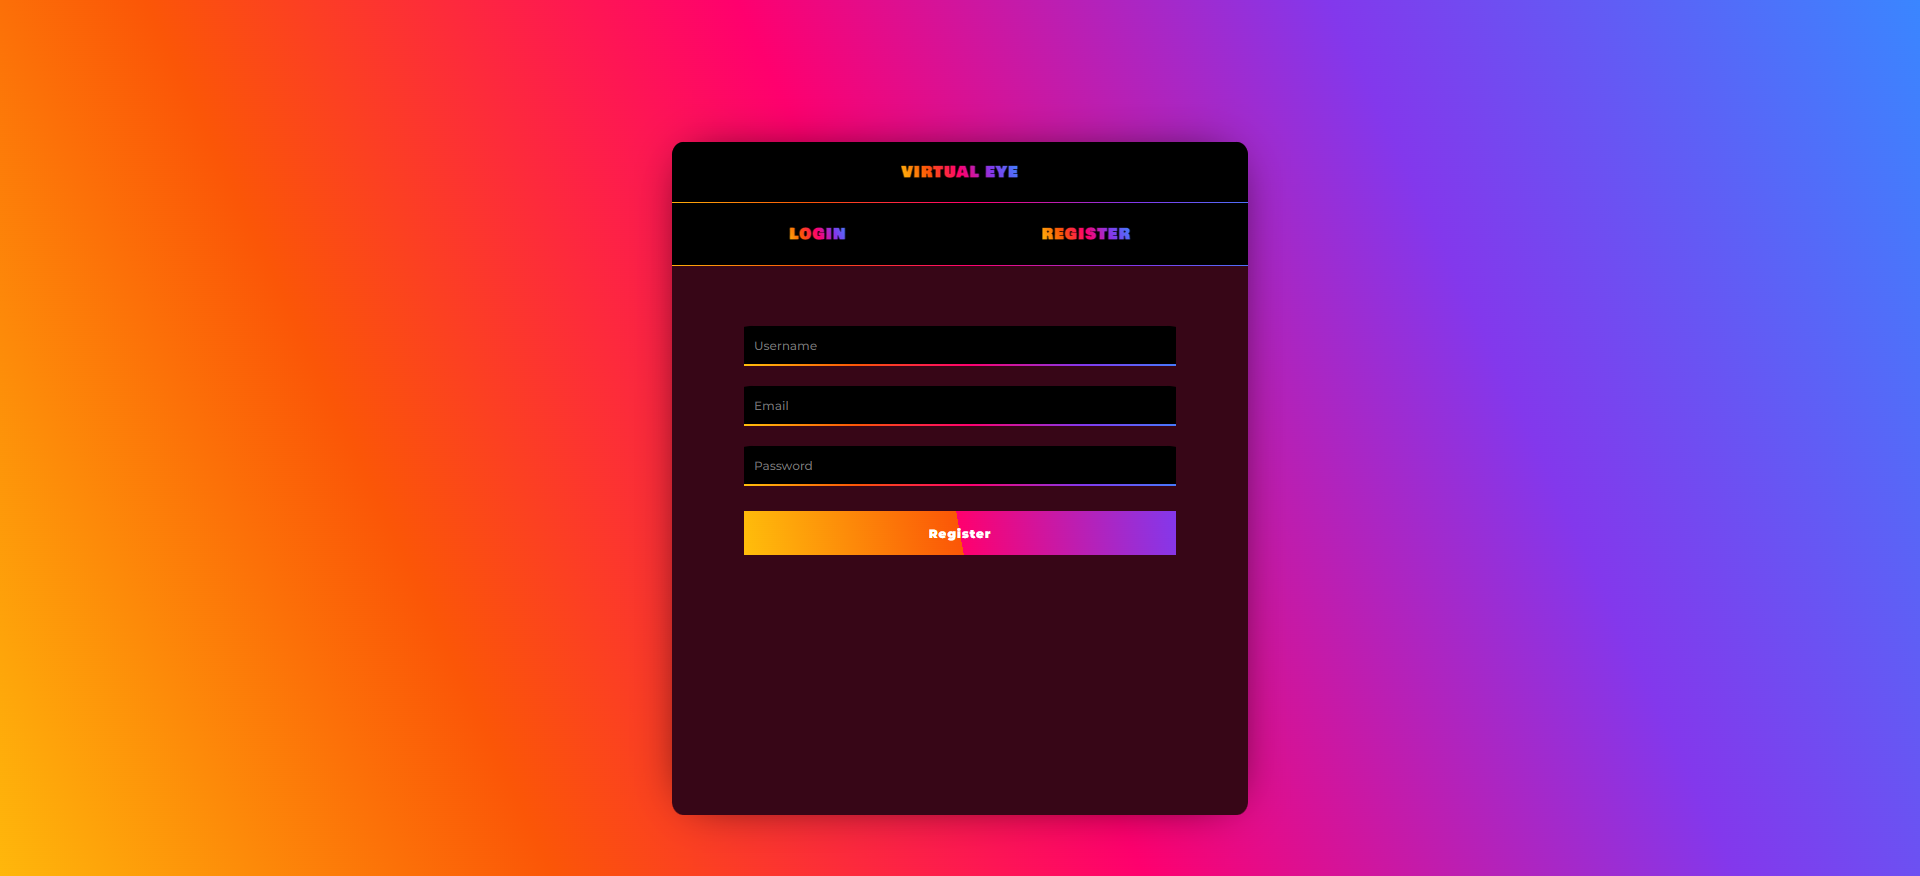 VIRTUAL EYE
LOGIN REGISTER
Username
Email
Password
Register